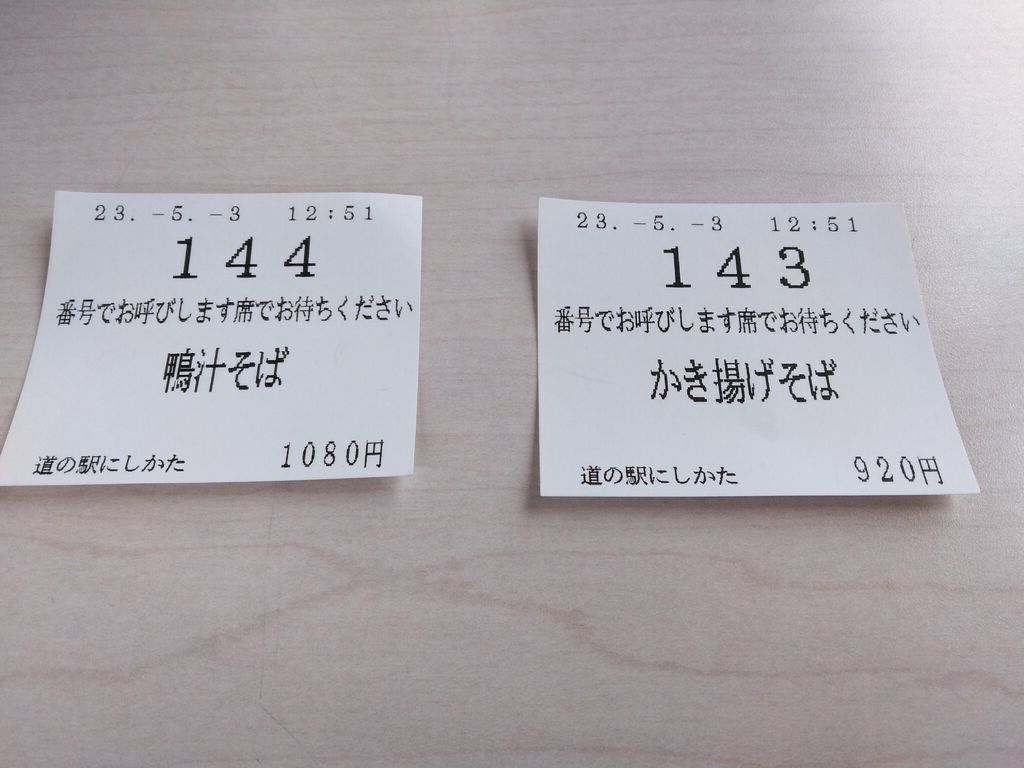 23.-5.-3 12:51
144
番号でお呼びします席でお待ちください
鴨汁そば
道の駅にしかた 1080円
23.-5.-3 12:51
143
番号でお呼びします席でお待ちください
かき揚げそば
道の駅にしかた 920円